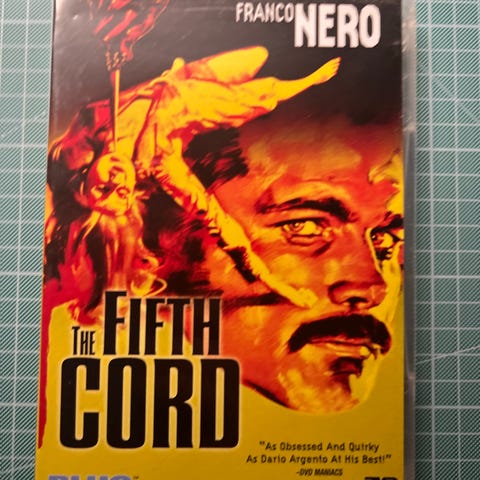 FRANCO NERO
THE FIFTH
CORD
"As Obsessed And Quirky
As Dario Argento At His Best!"
-DVD MANIACS